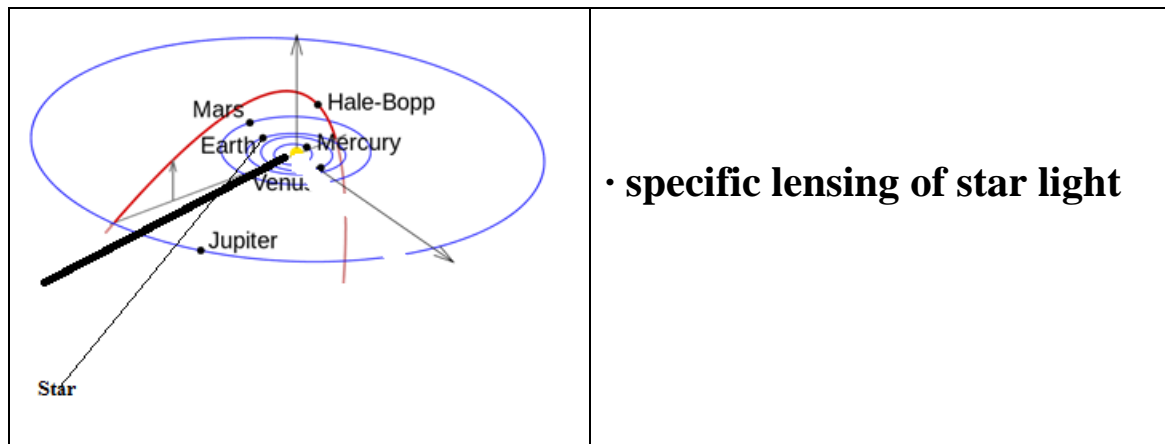 Hale-Bopp
Mars
Earth
Mercury
Venu.
Jupiter
Star
· specific lensing of star light